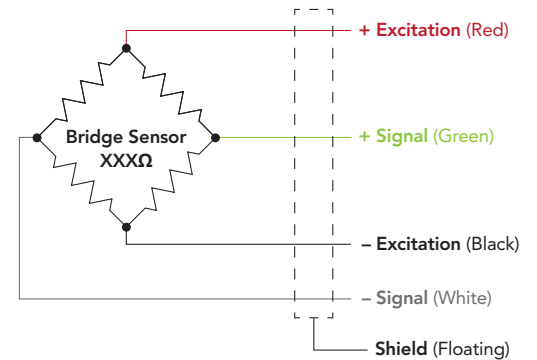 + Excitation (Red)
Bridge Sensor
XXXΩ
+ Signal (Green)
– Excitation (Black)
– Signal (White)
Shield (Floating)